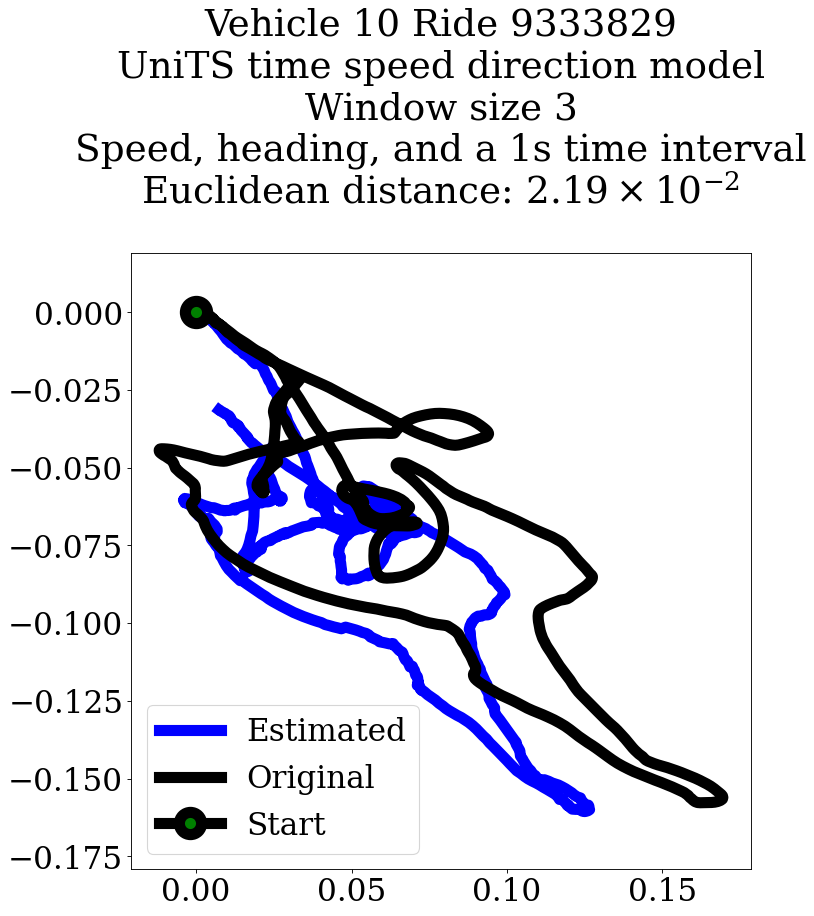 Vehicle 10 Ride 9333829
UniTS time speed direction model
Window size 3
Speed, heading, and a 1s time interval
Euclidean distance: 2.19 × 10⁻²
0.000
−0.025
−0.050
−0.075
−0.100
−0.125
−0.150
−0.175
Estimated
Original
Start
0.00 0.05 0.10 0.15